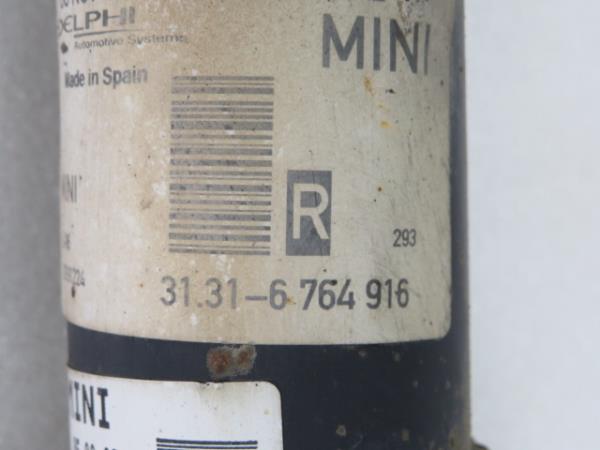 DELPHI
Automotive Systems
MINI
Made in Spain
R
293
31.31-6 764 916
MINI